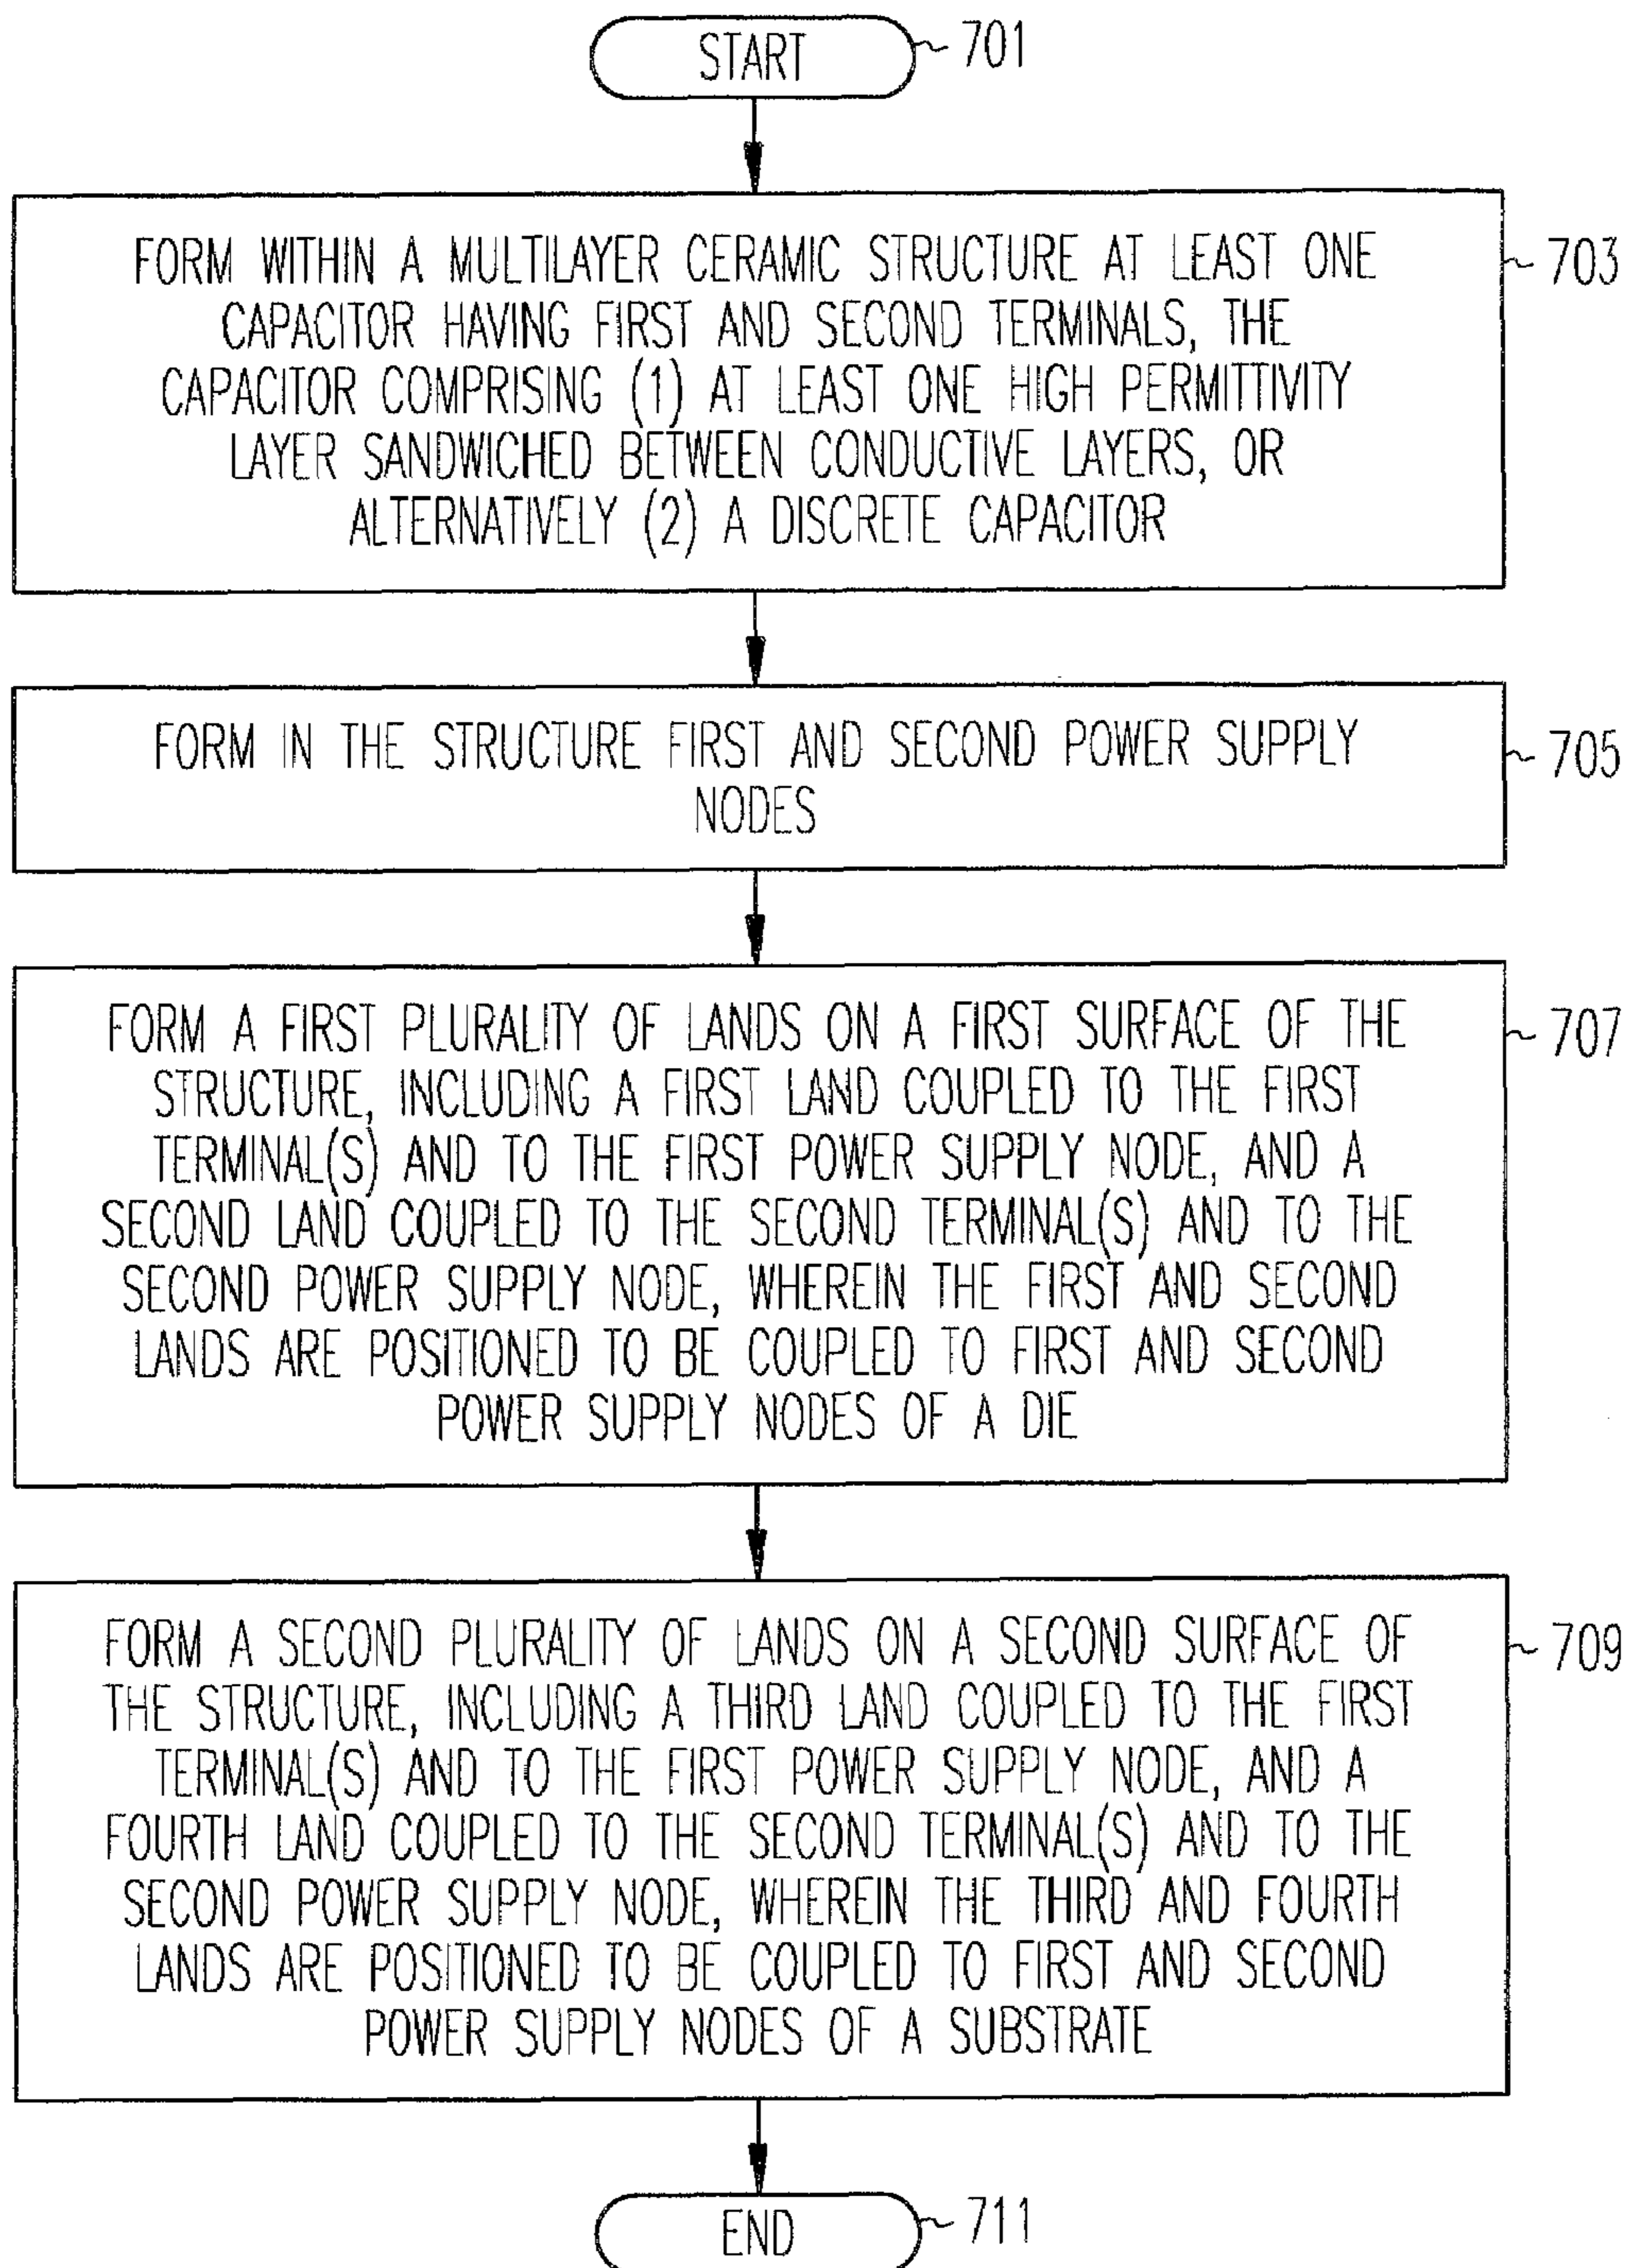 START
701
FORM WITHIN A MULTILAYER CERAMIC STRUCTURE AT LEAST ONE
CAPACITOR HAVING FIRST AND SECOND TERMINALS, THE
CAPACITOR COMPRISING (1) AT LEAST ONE HIGH PERMITTIVITY
LAYER SANDWICHED BETWEEN CONDUCTIVE LAYERS, OR
ALTERNATIVELY (2) A DISCRETE CAPACITOR
703
FORM IN THE STRUCTURE FIRST AND SECOND POWER SUPPLY
NODES
705
FORM A FIRST PLURALITY OF LANDS ON A FIRST SURFACE OF THE
STRUCTURE, INCLUDING A FIRST LAND COUPLED TO THE FIRST
TERMINAL(S) AND TO THE FIRST POWER SUPPLY NODE, AND A
SECOND LAND COUPLED TO THE SECOND TERMINAL(S) AND TO THE
SECOND POWER SUPPLY NODE, WHEREIN THE FIRST AND SECOND
LANDS ARE POSITIONED TO BE COUPLED TO FIRST AND SECOND
POWER SUPPLY NODES OF A DIE
707
FORM A SECOND PLURALITY OF LANDS ON A SECOND SURFACE OF
THE STRUCTURE, INCLUDING A THIRD LAND COUPLED TO THE FIRST
TERMINAL(S) AND TO THE FIRST POWER SUPPLY NODE, AND A
FOURTH LAND COUPLED TO THE SECOND TERMINAL(S) AND TO THE
SECOND POWER SUPPLY NODE, WHEREIN THE THIRD AND FOURTH
LANDS ARE POSITIONED TO BE COUPLED TO FIRST AND SECOND
POWER SUPPLY NODES OF A SUBSTRATE
709
END
711